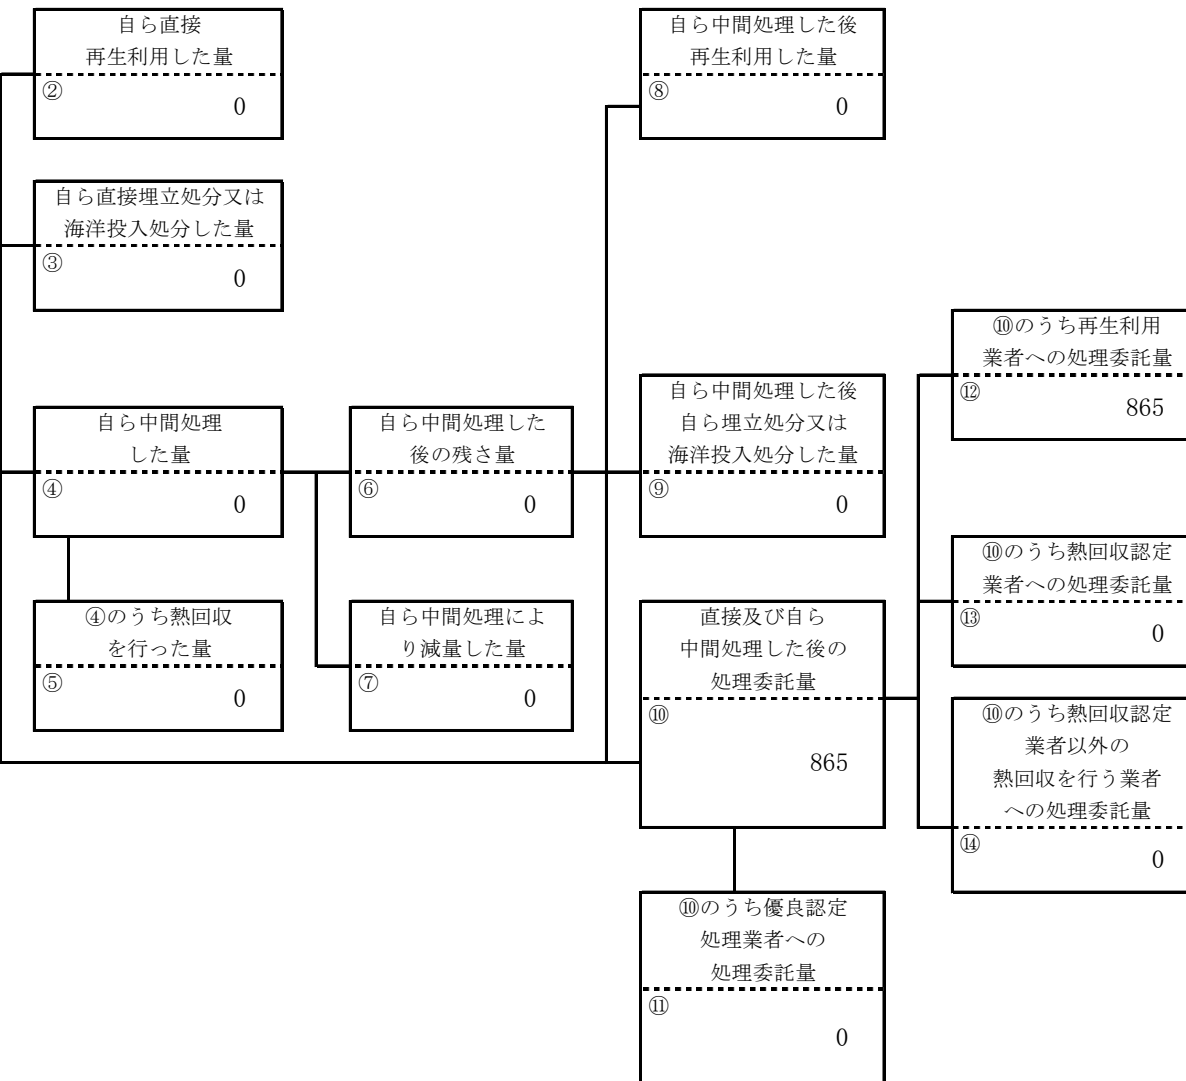 自ら直接
再生利用した量
②
0
自ら中間処理した後
再生利用した量
⑧
0
自ら直接埋立処分又は
海洋投入処分した量
③
0
⑩のうち再生利用
業者への処理委託量
⑫
865
自ら中間処理
した量
④
0
自ら中間処理した
後の残さ量
⑥
0
自ら中間処理した後
自ら埋立処分又は
海洋投入処分した量
⑨
0
⑩のうち熱回収認定
業者への処理委託量
⑬
0
④のうち熱回収
を行った量
⑤
0
自ら中間処理によ
り減量した量
⑦
0
直接及び自ら
中間処理した後の
処理委託量
⑩
865
⑩のうち熱回収認定
業者以外の
熱回収を行う業者
への処理委託量
⑭
0
⑩のうち優良認定
処理業者への
処理委託量
⑪
0